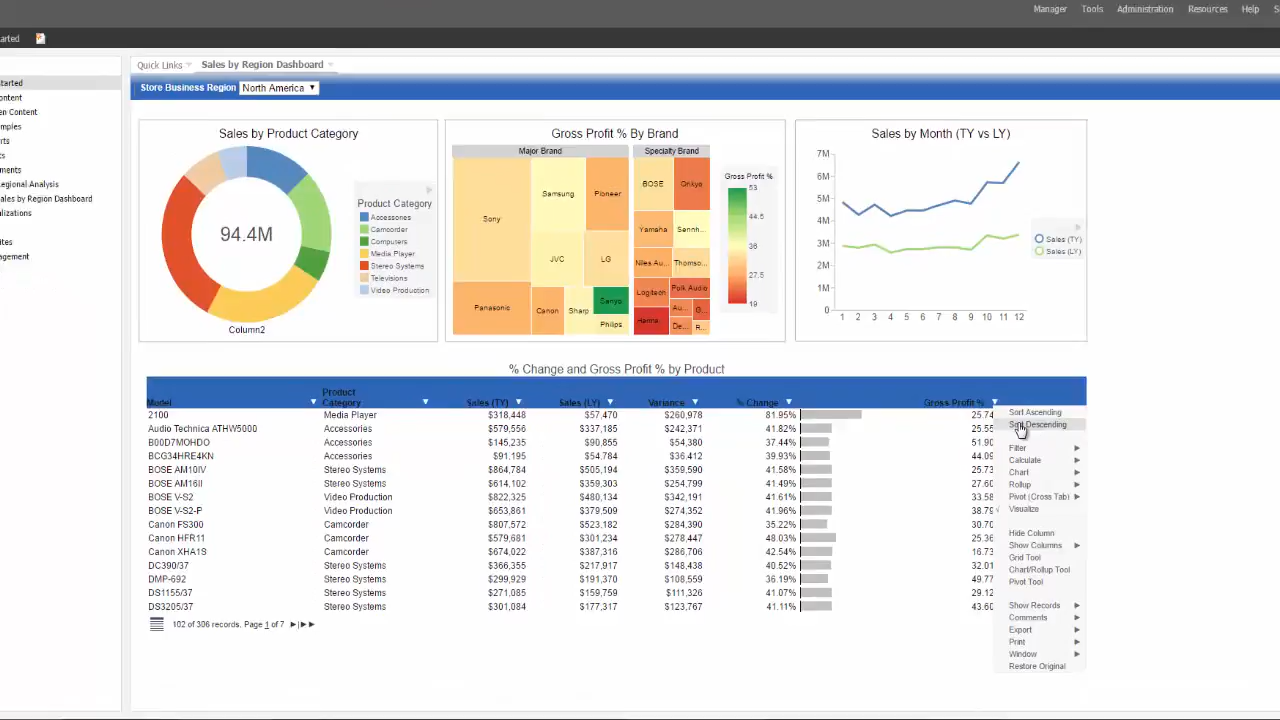 Manager Tools Administration Resources Help S
arted
Quick Links Sales by Region Dashboard
Store Business Region North America
tarted
ontent
en Content
mples
rts
ts
ments
Regional Analysis
ales by Region Dashboard
alizations
ites
gement
Sales by Product Category
94.4M
Column2
Product Category
Accessories
Camcorder
Computers
Media Player
Stereo Systems
Televisions
Video Production
Gross Profit % By Brand
Major Brand Specialty Brand
Sony Samsung Pioneer BOSE Onkyo
Yamaha Sennh...
JVC LG Niles Au... Thomso...
Panasonic Canon Sharp Sanyo Logitech Polk Audio
Philips Harma... Au... G...
De... R...
Gross Profit %
53
44.5
36
27.5
19
Sales by Month (TY vs LY)
7M
6M
5M
4M
3M
2M
1M
0
1 2 3 4 5 6 7 8 9 10 11 12
Sales (TY)
Sales (LY)
% Change and Gross Profit % by Product
Model Product Category Sales (TY) Sales (LY) Variance % Change Gross Profit %
2100 Media Player $318,448 $57,470 $260,978 81.95% 25.74
Audio Technica ATHW5000 Accessories $579,556 $337,185 $242,371 41.82% 25.55
B00D7MOHDO Accessories $145,235 $90,855 $54,380 37.44% 51.90
BCG34HRE4KN Accessories $91,195 $54,784 $36,412 39.93% 44.09
BOSE AM10IV Stereo Systems $864,784 $505,194 $359,590 41.58% 25.73
BOSE AM16II Stereo Systems $614,102 $359,303 $254,799 41.49% 27.60
BOSE V-S2 Video Production $822,325 $480,134 $342,191 41.61% 33.58
BOSE V-S2-P Video Production $653,861 $379,509 $274,352 41.96% 38.79
Canon FS300 Camcorder $807,572 $523,182 $284,390 35.22% 30.70
Canon HFR11 Camcorder $579,681 $301,234 $278,447 48.03% 25.36
Canon XHA1S Camcorder $674,022 $387,316 $286,706 42.54% 16.73
DC390/37 Stereo Systems $366,355 $217,917 $148,438 40.52% 32.01
DMP-692 Stereo Systems $299,929 $191,370 $108,559 36.19% 49.77
DS1155/37 Stereo Systems $271,085 $159,759 $111,326 41.07% 29.12
DS3205/37 Stereo Systems $301,084 $177,317 $123,767 41.11% 43.60
102 of 306 records. Page 1 of 7
Sort Ascending
Sort Descending
Filter
Calculate
Chart
Rollup
Pivot (Cross Tab)
Visualize
Hide Column
Show Columns
Grid Tool
Chart/Rollup Tool
Pivot Tool
Show Records
Comments
Export
Print
Window
Restore Original